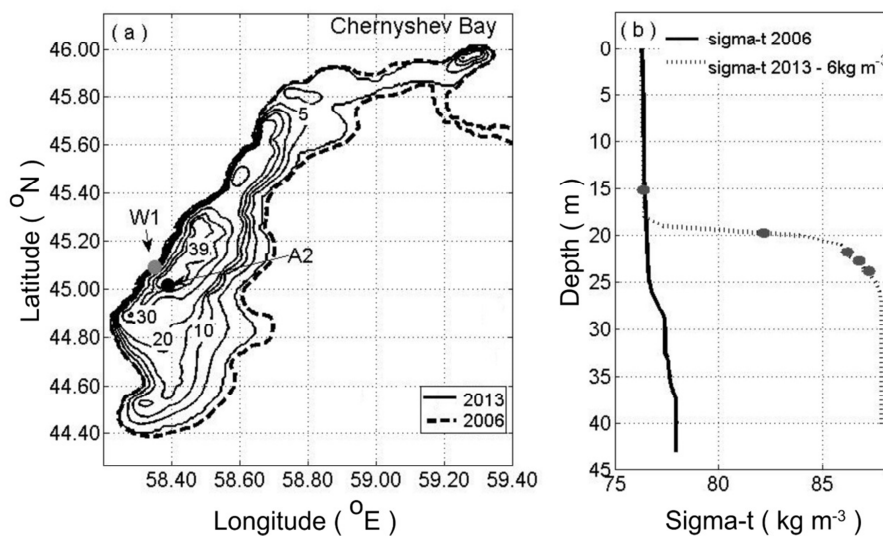 ( a )
Chernyshev Bay
46.00
45.80
45.60
45.40
45.20
45.00
44.80
44.60
44.40
Latitude ( °N )
5
W1
39
A2
30
20
10
2013
2006
58.40 58.60 58.80 59.00 59.20 59.40
Longitude ( °E )
( b )
sigma-t 2006
sigma-t 2013 - 6kg m⁻³
0
5
10
15
20
25
30
35
40
45
Depth ( m )
75 80 85
Sigma-t ( kg m⁻³ )